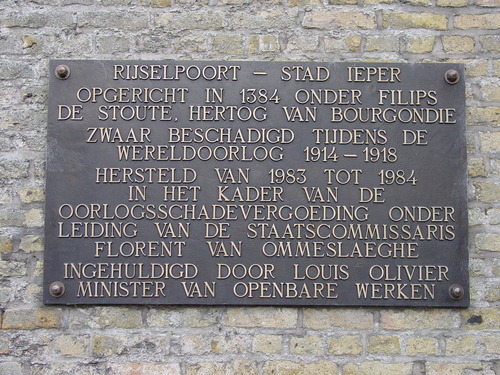 RIJSELPOORT – STAD IEPER
OPGERICHT IN 1384 ONDER FILIPS
DE STOUTE, HERTOG VAN BOURGONDIE
ZWAAR BESCHADIGD TIJDENS DE
WERELDOORLOG 1914 – 1918
HERSTELD VAN 1983 TOT 1984
IN HET KADER VAN DE
OORLOGSSCHADEVERGOEDING ONDER
LEIDING VAN DE STAATSCOMMISSARIS
FLORENT VAN OMMESLAEGHE
INGEHULDIGD DOOR LOUIS OLIVIER
MINISTER VAN OPENBARE WERKEN